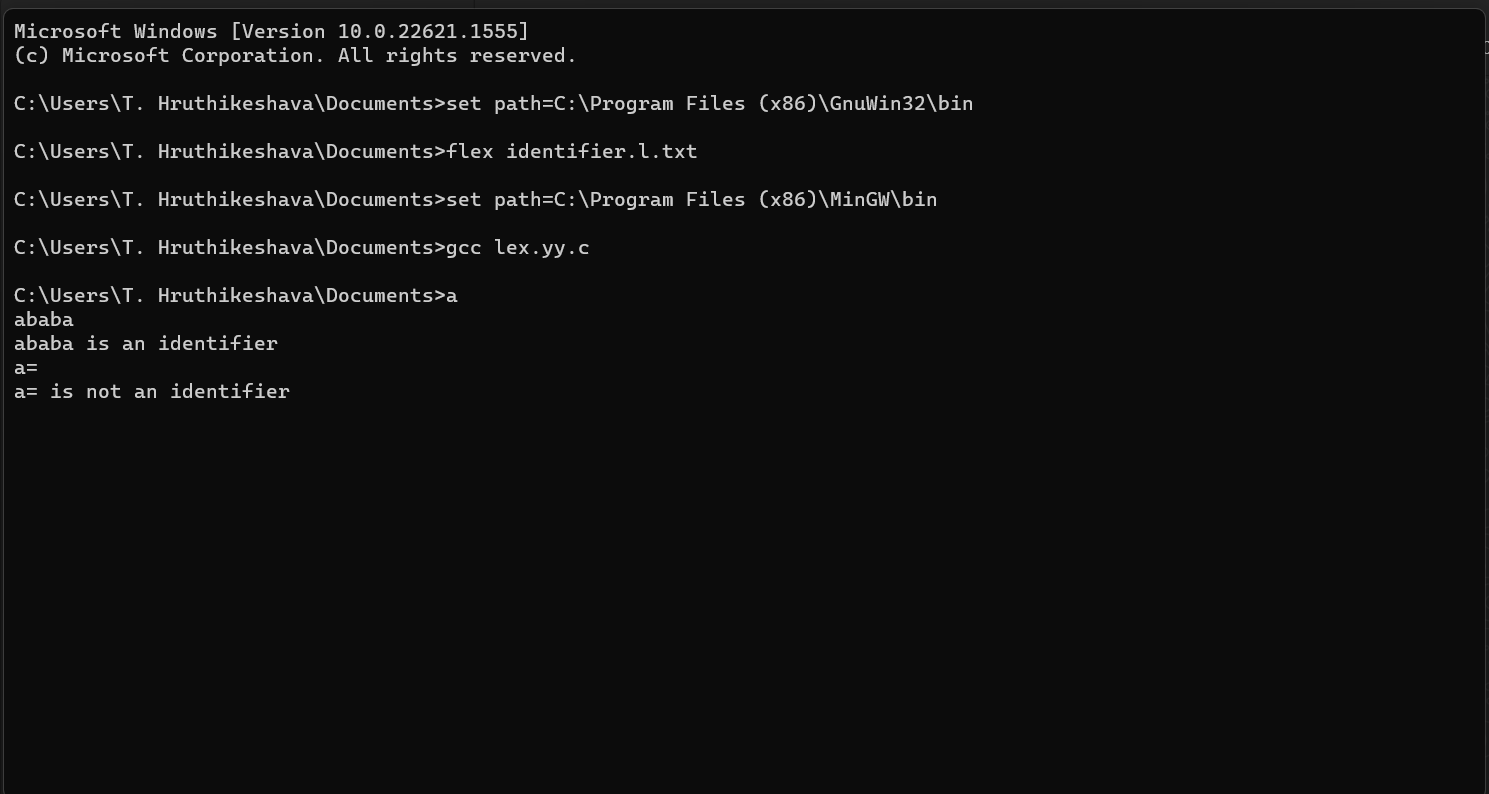 Microsoft Windows [Version 10.0.22621.1555]
(c) Microsoft Corporation. All rights reserved.
C:\Users\T. Hruthikeshava\Documents>set path=C:\Program Files (x86)\GnuWin32\bin
C:\Users\T. Hruthikeshava\Documents>flex identifier.l.txt
C:\Users\T. Hruthikeshava\Documents>set path=C:\Program Files (x86)\MinGW\bin
C:\Users\T. Hruthikeshava\Documents>gcc lex.yy.c
C:\Users\T. Hruthikeshava\Documents>a
ababa
ababa is an identifier
a=
a= is not an identifier